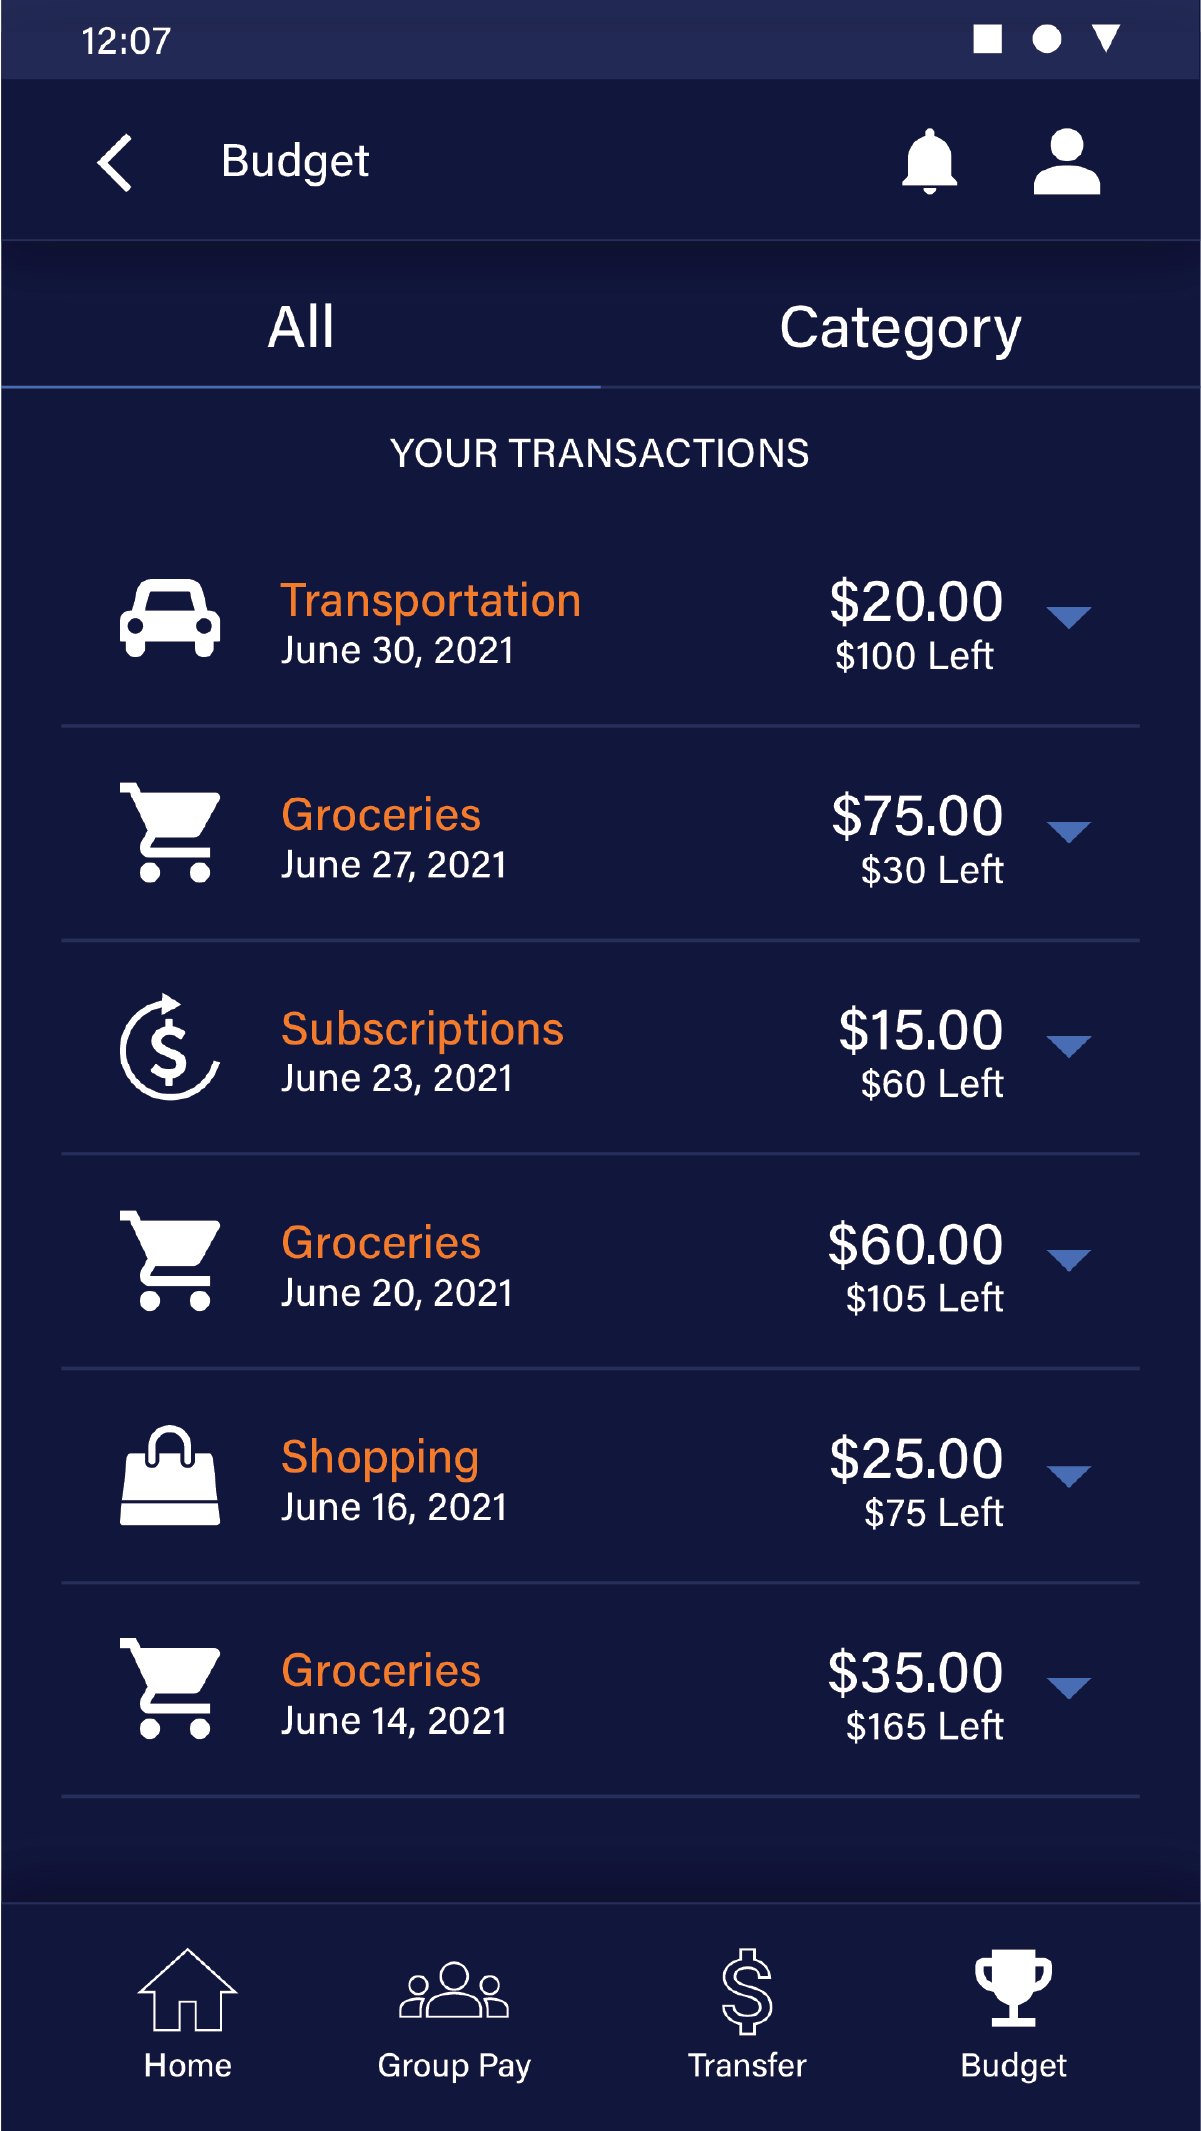 12:07
Budget
All
Category
YOUR TRANSACTIONS
Transportation
$20.00
June 30, 2021
$100 Left
Groceries
$75.00
June 27, 2021
$30 Left
Subscriptions
$15.00
June 23, 2021
$60 Left
Groceries
$60.00
June 20, 2021
$105 Left
Shopping
$25.00
June 16, 2021
$75 Left
Groceries
$35.00
June 14, 2021
$165 Left
Home
Group Pay
Transfer
Budget